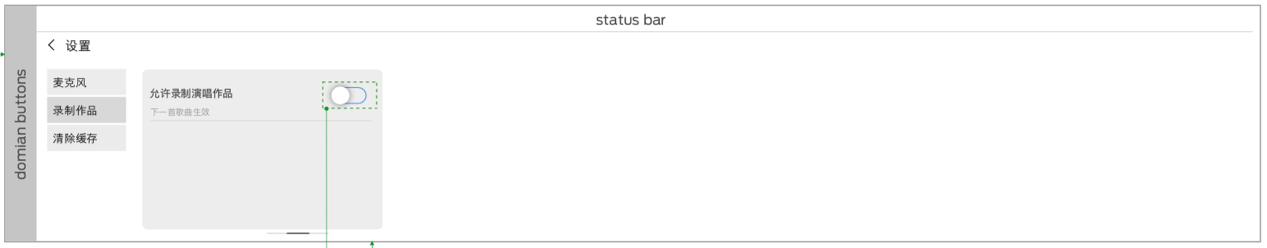 status bar
domian buttons
设置
麦克风
录制作品
清除缓存
允许录制演唱作品
下一首歌曲生效